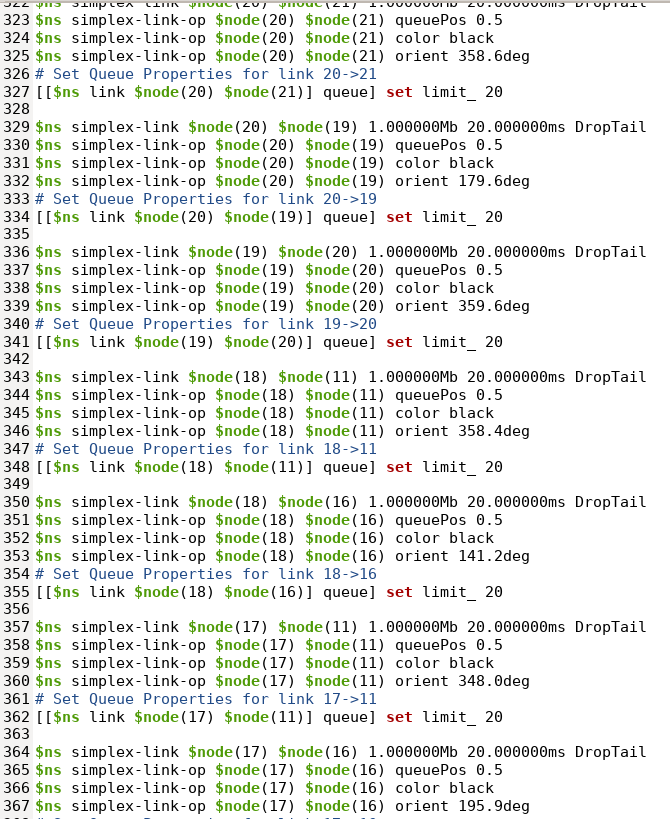 322 $ns simplex-link $node(20) $node(21) 1.000000Mb 20.000000ms DropTail
323 $ns simplex-link-op $node(20) $node(21) queuePos 0.5
324 $ns simplex-link-op $node(20) $node(21) color black
325 $ns simplex-link-op $node(20) $node(21) orient 358.6deg
326 # Set Queue Properties for link 20->21
327 [[$ns link $node(20) $node(21)] queue] set limit_ 20
328
329 $ns simplex-link $node(20) $node(19) 1.000000Mb 20.000000ms DropTail
330 $ns simplex-link-op $node(20) $node(19) queuePos 0.5
331 $ns simplex-link-op $node(20) $node(19) color black
332 $ns simplex-link-op $node(20) $node(19) orient 179.6deg
333 # Set Queue Properties for link 20->19
334 [[$ns link $node(20) $node(19)] queue] set limit_ 20
335
336 $ns simplex-link $node(19) $node(20) 1.000000Mb 20.000000ms DropTail
337 $ns simplex-link-op $node(19) $node(20) queuePos 0.5
338 $ns simplex-link-op $node(19) $node(20) color black
339 $ns simplex-link-op $node(19) $node(20) orient 359.6deg
340 # Set Queue Properties for link 19->20
341 [[$ns link $node(19) $node(20)] queue] set limit_ 20
342
343 $ns simplex-link $node(18) $node(11) 1.000000Mb 20.000000ms DropTail
344 $ns simplex-link-op $node(18) $node(11) queuePos 0.5
345 $ns simplex-link-op $node(18) $node(11) color black
346 $ns simplex-link-op $node(18) $node(11) orient 358.4deg
347 # Set Queue Properties for link 18->11
348 [[$ns link $node(18) $node(11)] queue] set limit_ 20
349
350 $ns simplex-link $node(18) $node(16) 1.000000Mb 20.000000ms DropTail
351 $ns simplex-link-op $node(18) $node(16) queuePos 0.5
352 $ns simplex-link-op $node(18) $node(16) color black
353 $ns simplex-link-op $node(18) $node(16) orient 141.2deg
354 # Set Queue Properties for link 18->16
355 [[$ns link $node(18) $node(16)] queue] set limit_ 20
356
357 $ns simplex-link $node(17) $node(11) 1.000000Mb 20.000000ms DropTail
358 $ns simplex-link-op $node(17) $node(11) queuePos 0.5
359 $ns simplex-link-op $node(17) $node(11) color black
360 $ns simplex-link-op $node(17) $node(11) orient 348.0deg
361 # Set Queue Properties for link 17->11
362 [[$ns link $node(17) $node(11)] queue] set limit_ 20
363
364 $ns simplex-link $node(17) $node(16) 1.000000Mb 20.000000ms DropTail
365 $ns simplex-link-op $node(17) $node(16) queuePos 0.5
366 $ns simplex-link-op $node(17) $node(16) color black
367 $ns simplex-link-op $node(17) $node(16) orient 195.9deg